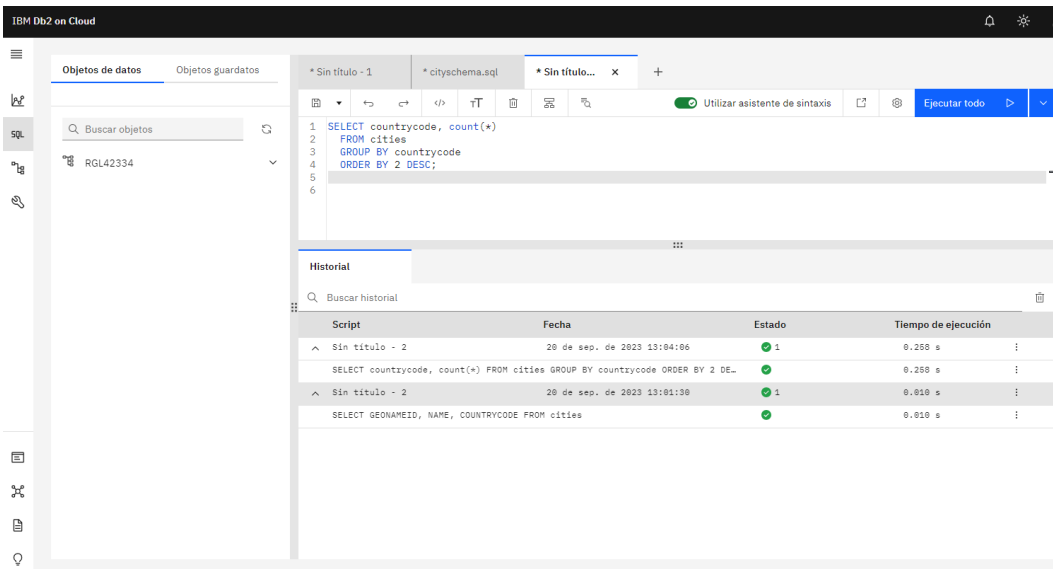 IBM Db2 on Cloud
Objetos de datos
Objetos guardatos
* Sin título - 1
* cityschema.sql
* Sin título...
SQL
Buscar objetos
RGL42334
Utilizar asistente de sintaxis
Ejecutar todo
1 SELECT countrycode, count(*)
2 FROM cities
3 GROUP BY countrycode
4 ORDER BY 2 DESC;
5
6
Historial
Buscar historial
Script Fecha Estado Tiempo de ejecución
Sin título - 2 20 de sep. de 2023 13:04:06 1 0.258 s
SELECT countrycode, count(*) FROM cities GROUP BY countrycode ORDER BY 2 DE… 0.258 s
Sin título - 2 20 de sep. de 2023 13:01:30 1 0.010 s
SELECT GEONAMEID, NAME, COUNTRYCODE FROM cities 0.010 s